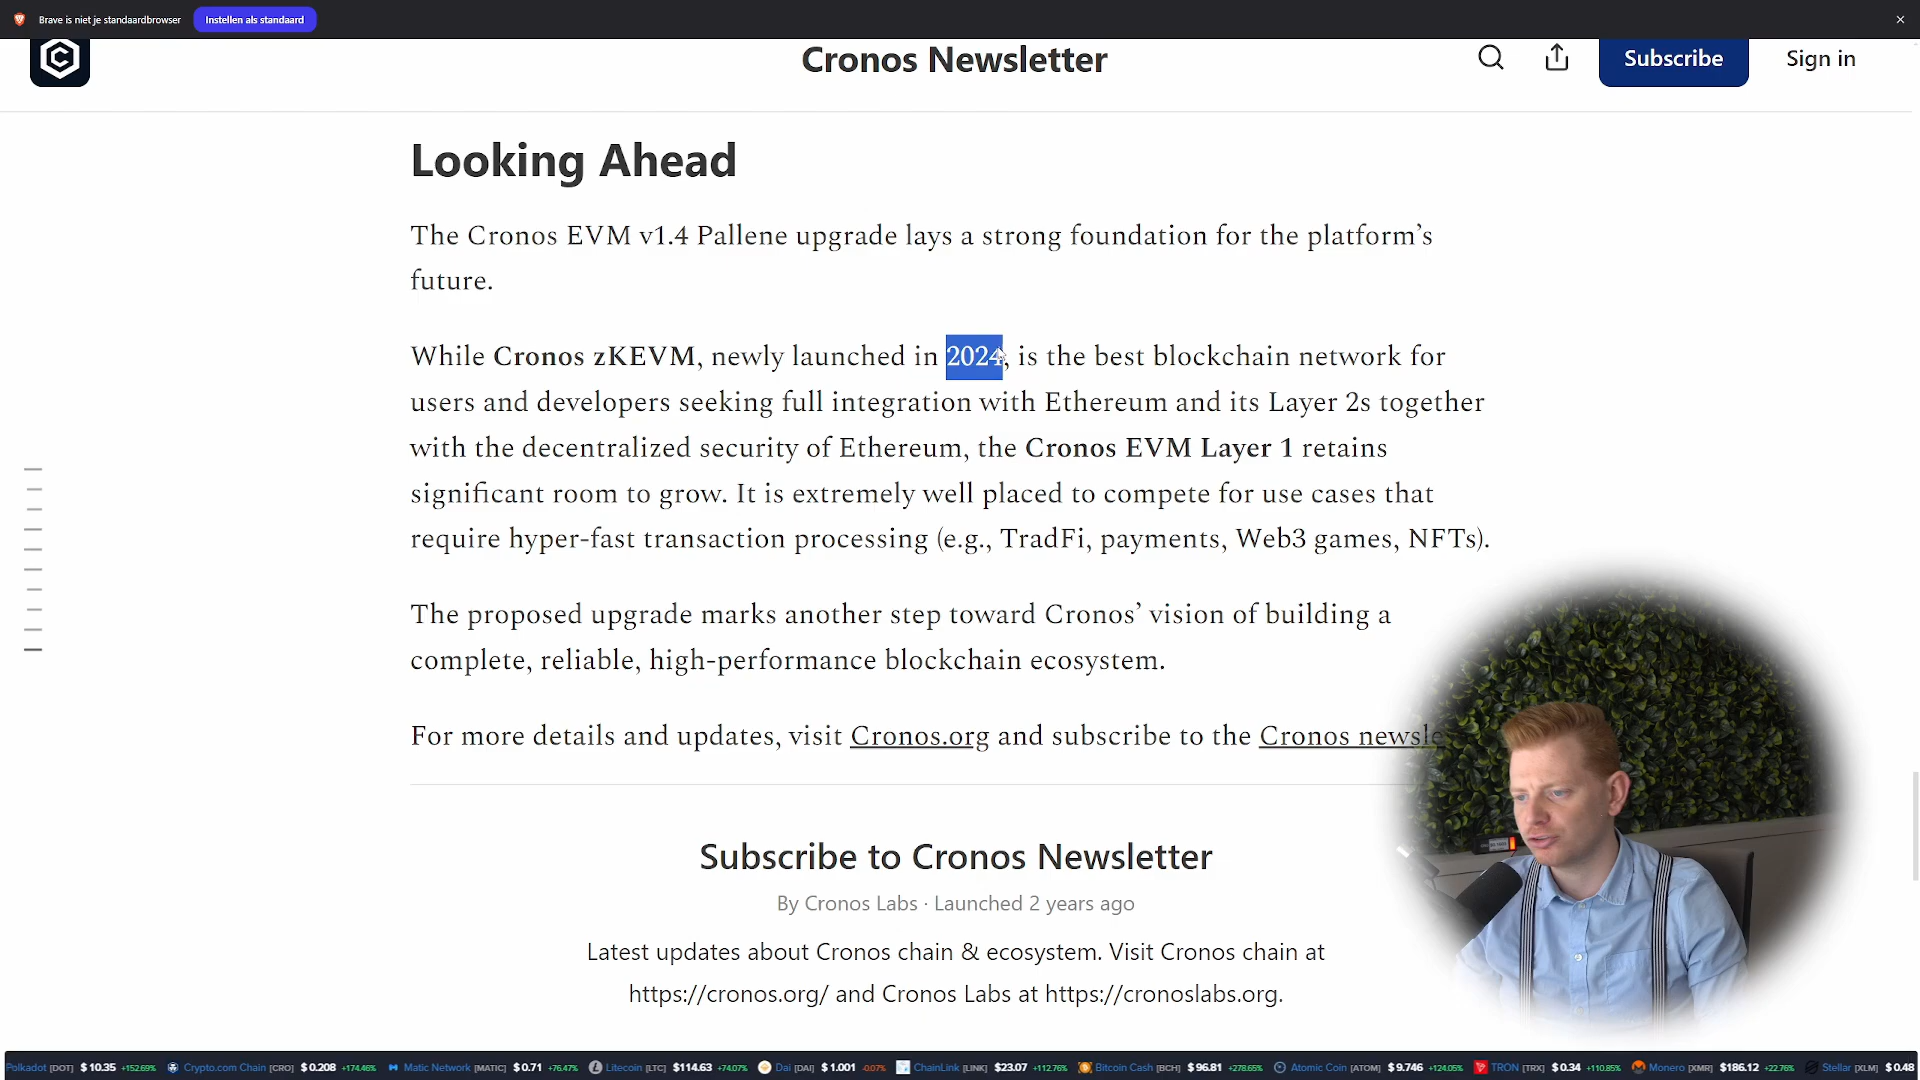 Brave is niet je standaardbrowser Instellen als standaard
Cronos Newsletter Subscribe Sign in
Looking Ahead
The Cronos EVM v1.4 Pallene upgrade lays a strong foundation for the platform’s
future.
While Cronos zKEVM, newly launched in 2024, is the best blockchain network for
users and developers seeking full integration with Ethereum and its Layer 2s together
with the decentralized security of Ethereum, the Cronos EVM Layer 1 retains
significant room to grow. It is extremely well placed to compete for use cases that
require hyper-fast transaction processing (e.g., TradFi, payments, Web3 games, NFTs).
The proposed upgrade marks another step toward Cronos’ vision of building a
complete, reliable, high-performance blockchain ecosystem.
For more details and updates, visit Cronos.org and subscribe to the Cronos newsle
Subscribe to Cronos Newsletter
By Cronos Labs · Launched 2 years ago
Latest updates about Cronos chain & ecosystem. Visit Cronos chain at
https://cronos.org/ and Cronos Labs at https://cronoslabs.org.
Polkadot [DOT] $ 10.35 +152.69% Crypto.com Chain [CRO] $ 0.208 +174.46% Matic Network [MATIC] $ 0.71 +76.47% Litecoin [LTC] $ 114.63 +74.07% Dai [DAI] $ 1.001 -0.07% ChainLink [LINK] $ 23.07 +112.76% Bitcoin Cash [BCH] $ 96.81 +278.65% Atomic Coin [ATOM] $ 9.746 +124.05% TRON [TRX] $ 0.34 +110.85% Monero [XMR] $ 186.12 +22.76% Stellar [XLM] $ 0.48